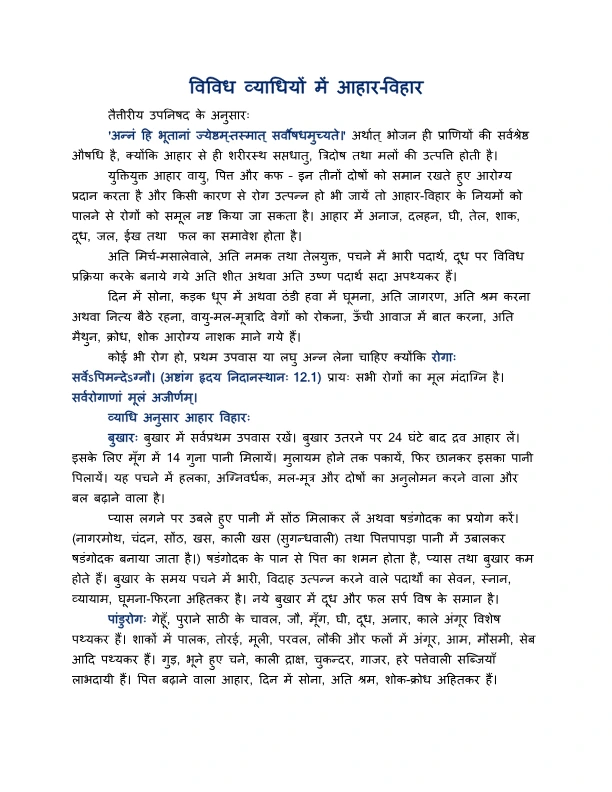 विविध व्याधियों में आहार-विहार
तैत्तीरीय उपनिषद के अनुसारः
'अन्नं हि भूतानां ज्येष्ठम्-तस्मात् सर्वौषधमुच्यते।' अर्थात् भोजन ही प्राणियों की सर्वश्रेष्ठ
औषधि है, क्योंकि आहार से ही शरीरस्थ सप्तधातु, त्रिदोष तथा मलों की उत्पत्ति होती है।
युक्तियुक्त आहार वायु, पित्त और कफ – इन तीनों दोषों को समान रखते हुए आरोग्य
प्रदान करता है और किसी कारण से रोग उत्पन्न हो भी जायें तो आहार-विहार के नियमों को
पालने से रोगों को समूल नष्ट किया जा सकता है। आहार में अनाज, दलहन, घी, तेल, शाक,
दूध, जल, ईख तथा फल का समावेश होता है।
अति मिर्च-मसालेवाले, अति नमक तथा तेलयुक्त, पचने में भारी पदार्थ, दूध पर विविध
प्रक्रिया करके बनाये गये अति शीत अथवा अति उष्ण पदार्थ सदा अपथ्यकर हैं।
दिन में सोना, कड़क धूप में अथवा ठंडी हवा में घूमना, अति जागरण, अति श्रम करना
अथवा नित्य बैठे रहना, वायु-मल-मूत्रादि वेगों को रोकना, ऊँची आवाज में बात करना, अति
मैथुन, क्रोध, शोक आरोग्य नाशक माने गये हैं।
कोई भी रोग हो, प्रथम उपवास या लघु अन्न लेना चाहिए क्योंकि रोगाः
सर्वेऽपिमन्देऽग्नौ। (अष्टांग हृदय निदानस्थानः 12.1) प्रायः सभी रोगों का मूल मंदाग्नि है।
सर्वरोगाणां मूलं अजीर्णम्।
व्याधि अनुसार आहार विहारः
बुखारः बुखार में सर्वप्रथम उपवास रखें। बुखार उतरने पर 24 घंटे बाद द्रव आहार लें।
इसके लिए मूँग में 14 गुना पानी मिलायें। मुलायम होने तक पकायें, फिर छानकर इसका पानी
पिलायें। यह पचने में हलका, अग्निवर्धक, मल-मूत्र और दोषों का अनुलोमन करने वाला और
बल बढ़ाने वाला है।
प्यास लगने पर उबले हुए पानी में सोंठ मिलाकर लें अथवा षडंगोदक का प्रयोग करें।
(नागरमोथ, चंदन, सोंठ, खस, काली खस (सुगन्धवाली) तथा पित्तपापड़ा पानी में उबालकर
षडंगोदक बनाया जाता है।) षडंगोदक के पान से पित्त का शमन होता है, प्यास तथा बुखार कम
होते हैं। बुखार के समय पचने में भारी, विदाह उत्पन्न करने वाले पदार्थों का सेवन, स्नान,
व्यायाम, घूमना-फिरना अहितकर है। नये बुखार में दूध और फल सर्प विष के समान है।
पांडुरोगः गेहूँ, पुराने साठी के चावल, जौ, मूँग, घी, दूध, अनार, काले अंगूर विशेष
पथ्यकर हैं। शाकों में पालक, तोरई, मूली, परवल, लौकी और फलों में अंगूर, आम, मौसमी, सेब
आदि पथ्यकर हैं। गुड़, भूने हुए चने, काली द्राक्ष, चुकन्दर, गाजर, हरे पत्तेवाली सब्जियाँ
लाभदायी हैं। पित्त बढ़ाने वाला आहार, दिन में सोना, अति श्रम, शोक-क्रोध अहितकर हैं।